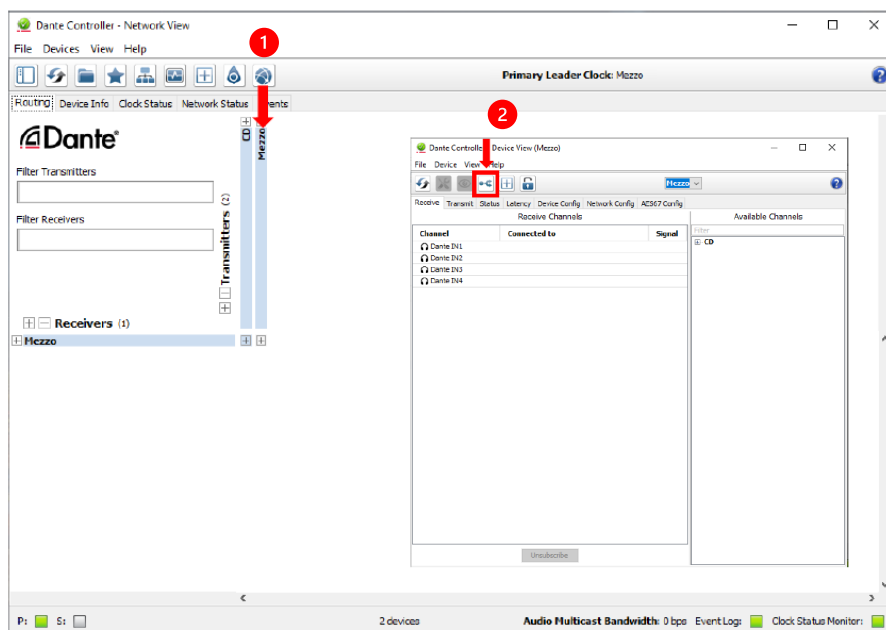 Dante Controller - Network View
File Devices View Help
1
Primary Leader Clock: Mezzo
?
Routing Device Info Clock Status Network Status Events
2
Dante®
CD
Mezzo
Filter Transmitters
Filter Receivers
Transmitters (2)
Receivers (1)
Mezzo
Dante Controller - Device View (Mezzo)
File Device View Help
Mezzo
?
Receive Transmit Status Latency Device Config Network Config AES67 Config
Receive Channels
Available Channels
Channel Connected to Signal
Filter
CD
Dante IN1
Dante IN2
Dante IN3
Dante IN4
Unsubscribe
P: S: 2 devices Audio Multicast Bandwidth: 0 bps Event Log: Clock Status Monitor: